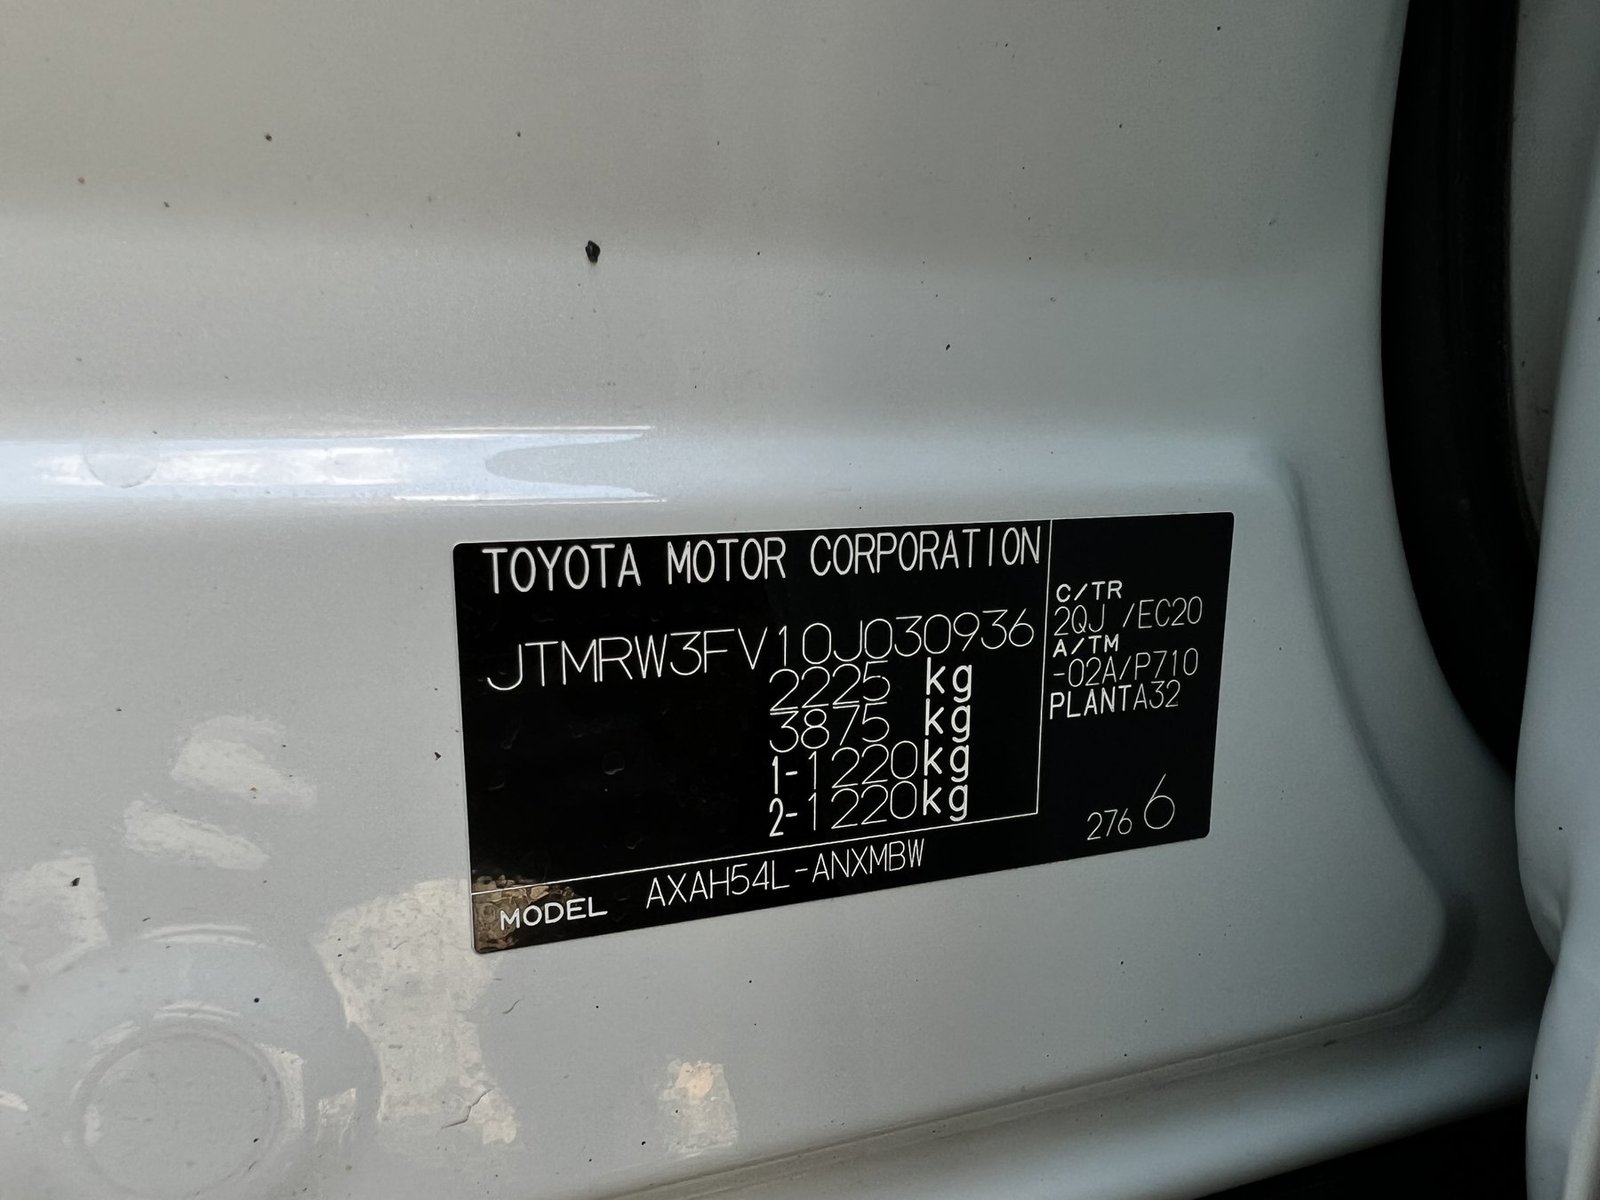 TOYOTA MOTOR CORPORATION
JTMRW3FV10J030936
2225 kg
3875 kg
1-1220kg
2-1220kg
C/TR
2QJ /EC20
A/TM
-02A/P710
PLANTA32
276 6
MODEL AXAH54L-ANXMBW